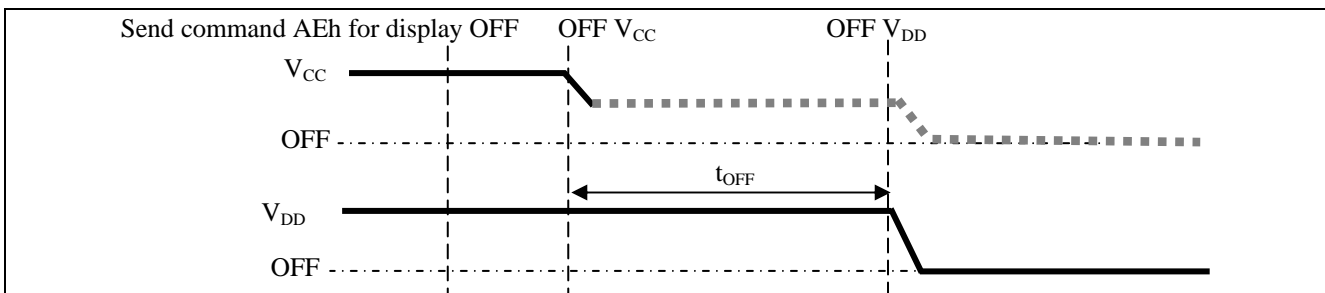 Send command AEh for display OFF OFF VCC OFF VDD
VCC
OFF
tOFF
VDD
OFF